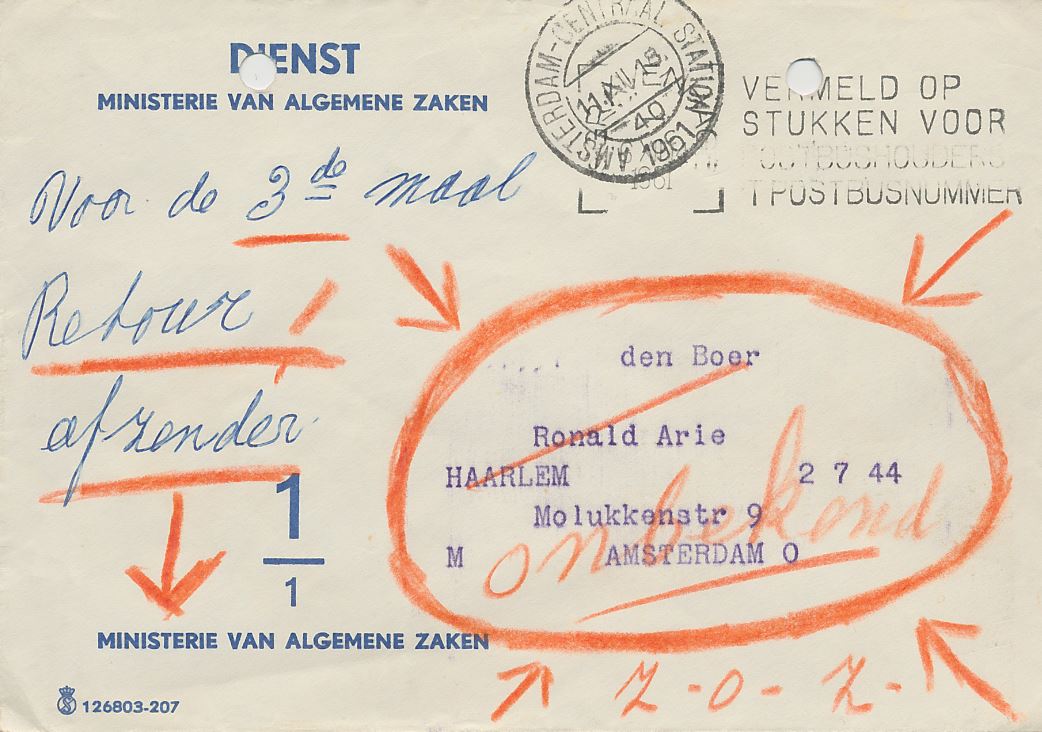 DIENST
MINISTERIE VAN ALGEMENE ZAKEN
AMSTERDAM-CENTRAAL STATION
1961
1961
VERMELD OP
STUKKEN VOOR
POSTBUSHOUDERS
'T POSTBUSNUMMER
Voor de 3de maal
Retour
afzender.
den Boer
Ronald Arie
HAARLEM 2 7 44
Molukkenstr 9
M AMSTERDAM O
onbekend
1
1
MINISTERIE VAN ALGEMENE ZAKEN
Z-O-Z-
126803-207